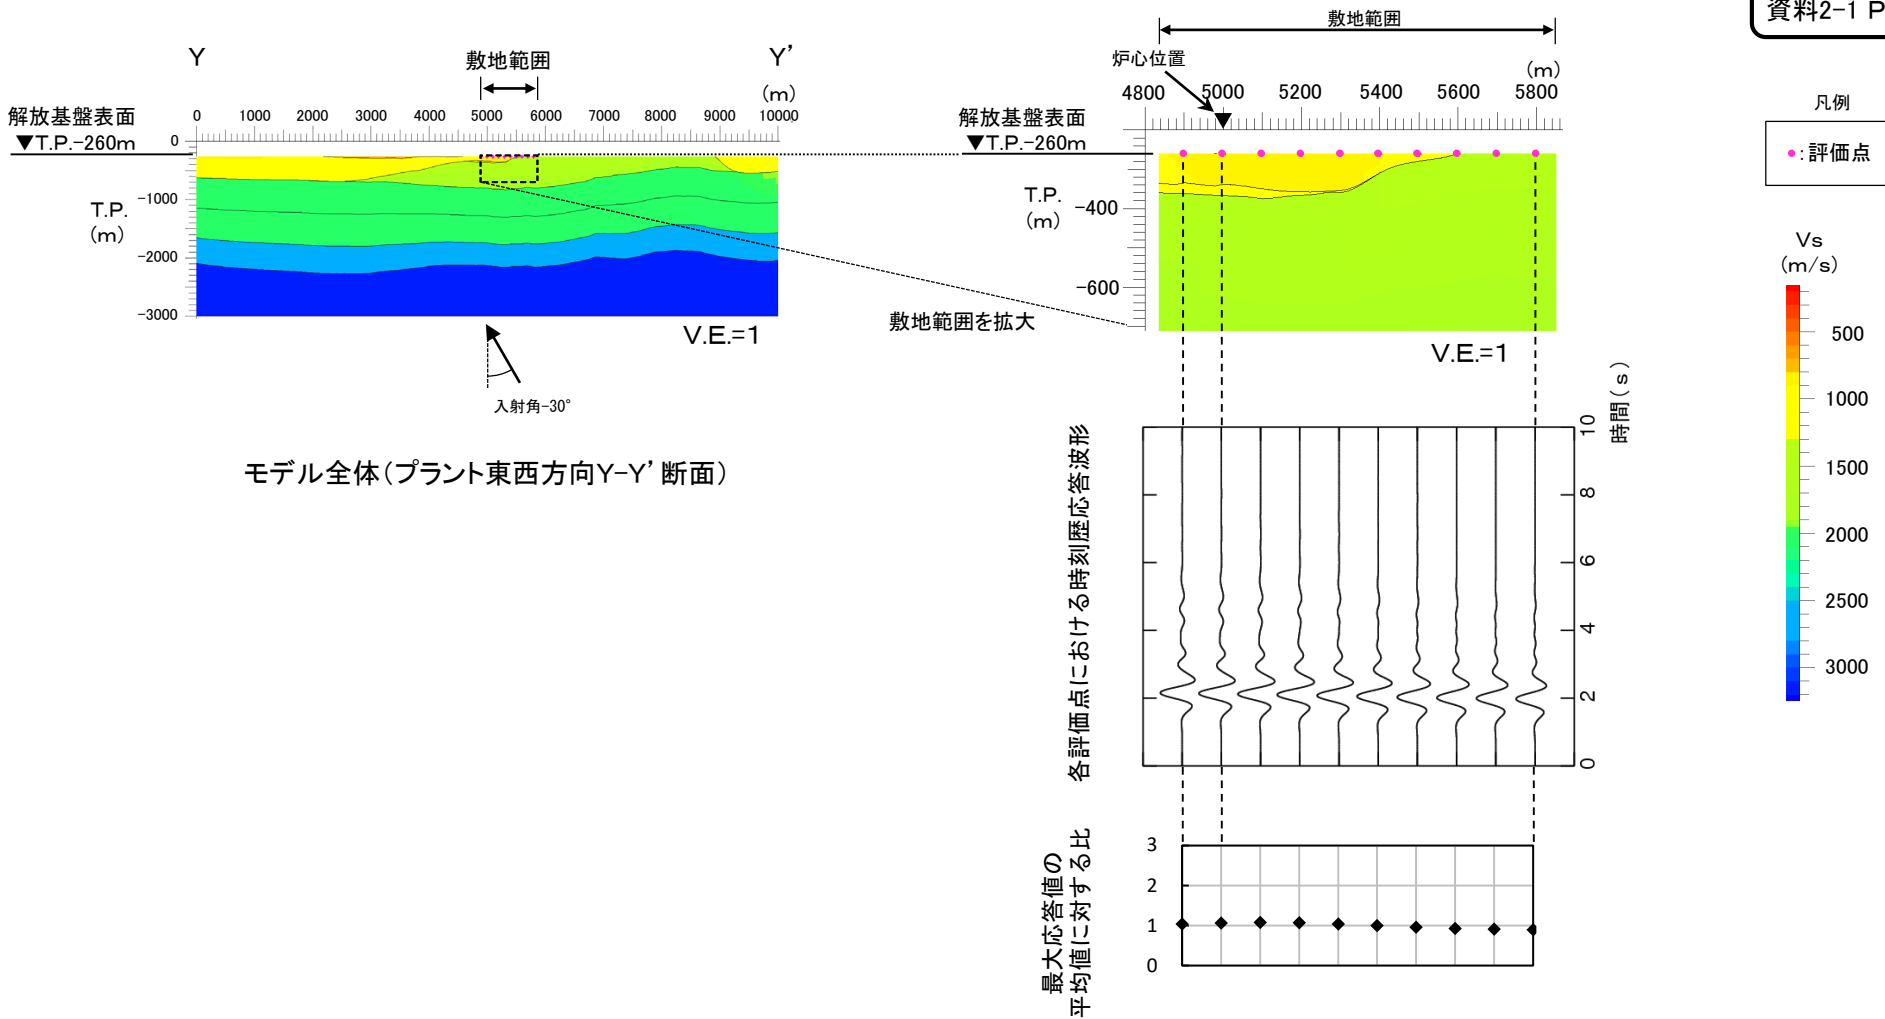 資料2-1 P
Y
敷地範囲
Y’
(m)
0 1000 2000 3000 4000 5000 6000 7000 8000 9000 10000
解放基盤表面
▼T.P.-260m
0
-1000
-2000
-3000
T.P.
(m)
V.E.=1
入射角-30°
モデル全体(プラント東西方向Y-Y’断面)
敷地範囲を拡大
敷地範囲
炉心位置
(m)
4800 5000 5200 5400 5600 5800
解放基盤表面
▼T.P.-260m
T.P.
(m)
-400
-600
V.E.=1
凡例
●:評価点
Vs
(m/s)
500
1000
1500
2000
2500
3000
各評価点における時刻歴応答波形
時間(s)
10
8
6
4
2
0
最大応答値の
平均値に対する比
3
2
1
0